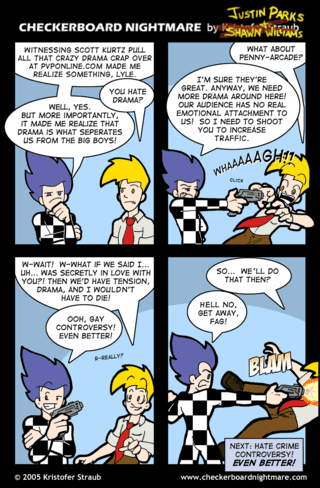 CHECKERBOARD NIGHTMARE by Kristofer Straub
JUSTIN PARKS
SHAWN WILLIAMS
WITNESSING SCOTT KURTZ PULL
ALL THAT CRAZY DRAMA CRAP OVER
AT PVPONLINE.COM MADE ME
REALIZE SOMETHING, LYLE.
YOU HATE
DRAMA?
WELL, YES.
BUT MORE IMPORTANTLY,
IT MADE ME REALIZE THAT
DRAMA IS WHAT SEPERATES
US FROM THE BIG BOYS!
WHAT ABOUT
PENNY-ARCADE?
I'M SURE THEY'RE
GREAT. ANYWAY, WE NEED
MORE DRAMA AROUND HERE!
OUR AUDIENCE HAS NO REAL
EMOTIONAL ATTACHMENT TO
US! SO I NEED TO SHOOT
YOU TO INCREASE
TRAFFIC.
WHAAAAAGH!!
CLICK
W-WAIT! W-WHAT IF WE SAID I...
UH... WAS SECRETLY IN LOVE WITH
YOU?! THEN WE'D HAVE TENSION,
DRAMA, AND I WOULDN'T
HAVE TO DIE!
OOH, GAY
CONTROVERSY!
EVEN BETTER!
R-REALLY?
SO... WE'LL DO
THAT THEN?
HELL NO,
GET AWAY,
FAG!
BLAM
NEXT: HATE CRIME
CONTROVERSY!
EVEN BETTER!
© 2005 Kristofer Straub
www.checkerboardnightmare.com